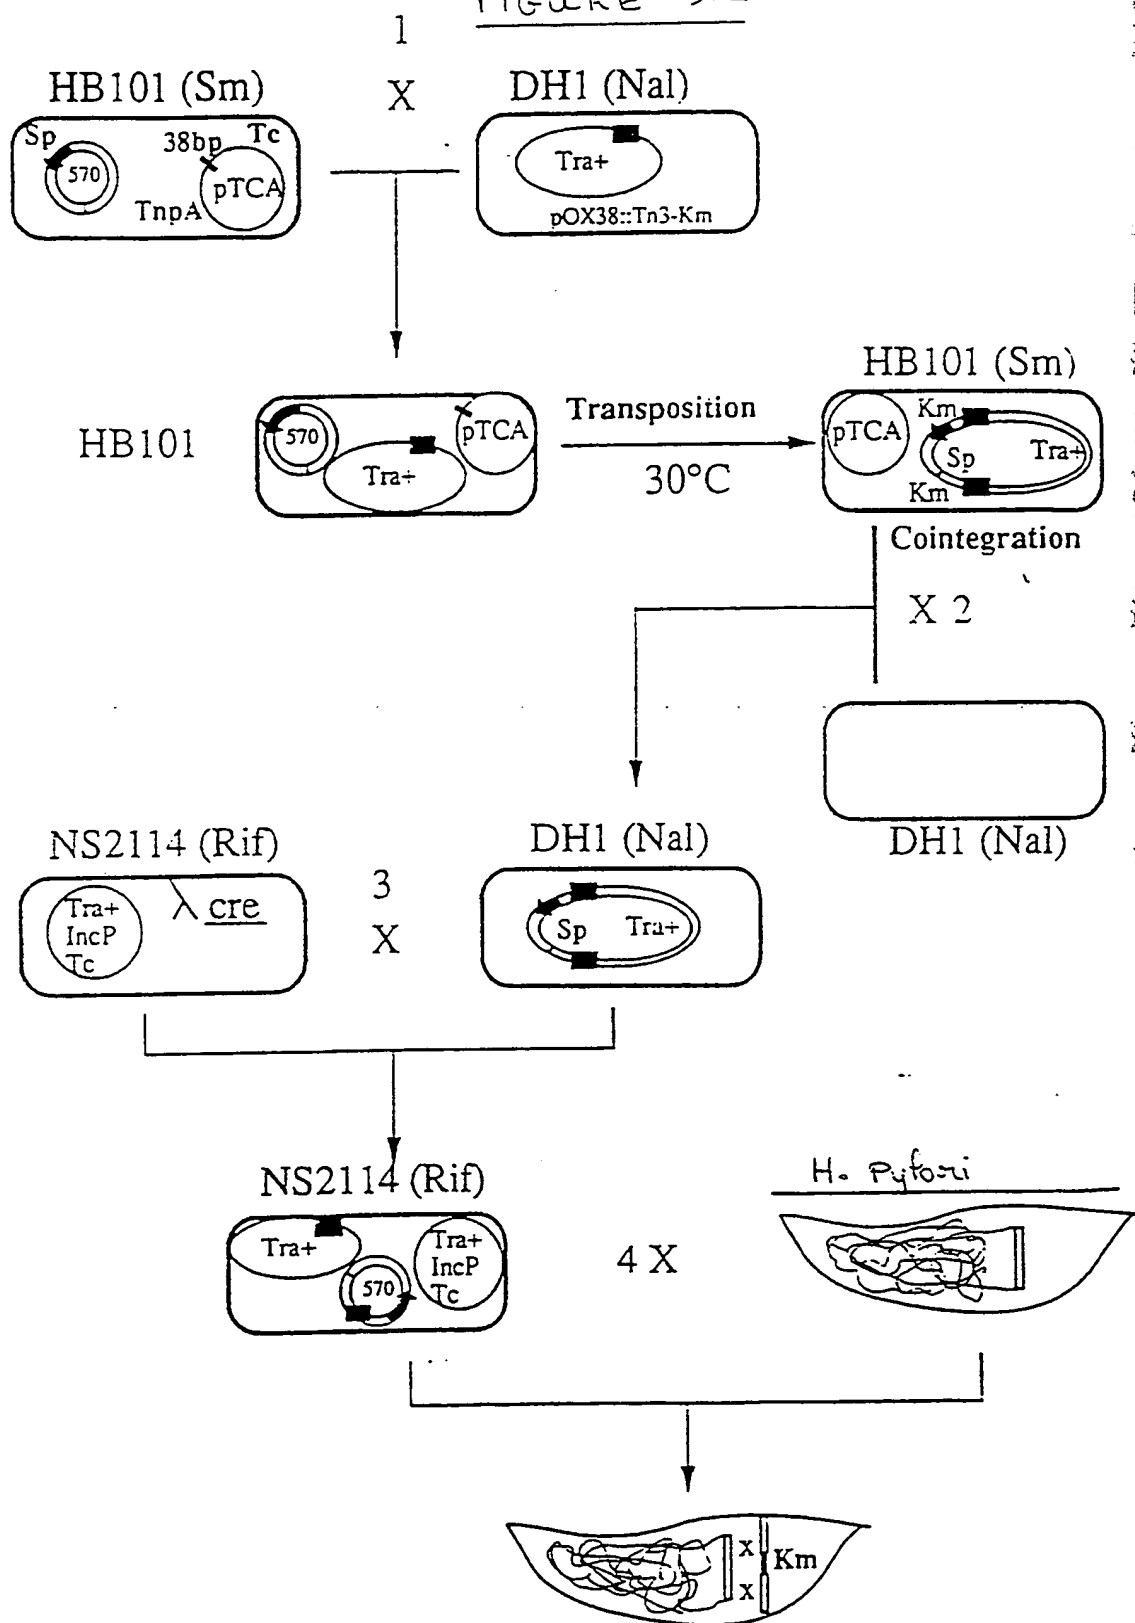 FIGURE
1
X
HB101 (Sm)
DH1 (Nal)
Sp
570
38bp
Tc
pTCA
TnpA
Tra+
pOX38::Tn3-Km
HB101
570
Tra+
pTCA
Transposition
30°C
HB101 (Sm)
pTCA
Km
Sp
Tra+
Km
Cointegration
X 2
DH1 (Nal)
NS2114 (Rif)
Tra+
IncP
Tc
λ cre
3
X
DH1 (Nal)
Sp
Tra+
NS2114 (Rif)
Tra+
570
Tra+
IncP
Tc
4 X
H. Pylori
X
Km
X